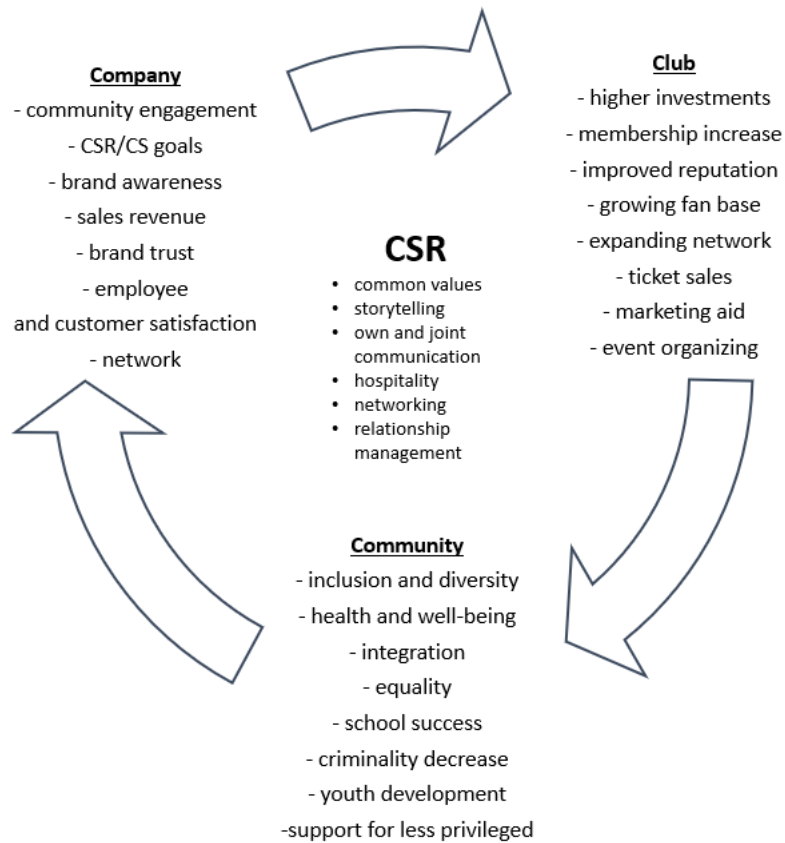 Company
- community engagement
- CSR/CS goals
- brand awareness
- sales revenue
- brand trust
- employee
and customer satisfaction
- network
Club
- higher investments
- membership increase
- improved reputation
- growing fan base
- expanding network
- ticket sales
- marketing aid
- event organizing
CSR
• common values
• storytelling
• own and joint
communication
• hospitality
• networking
• relationship
management
Community
- inclusion and diversity
- health and well-being
- integration
- equality
- school success
- criminality decrease
- youth development
-support for less privileged